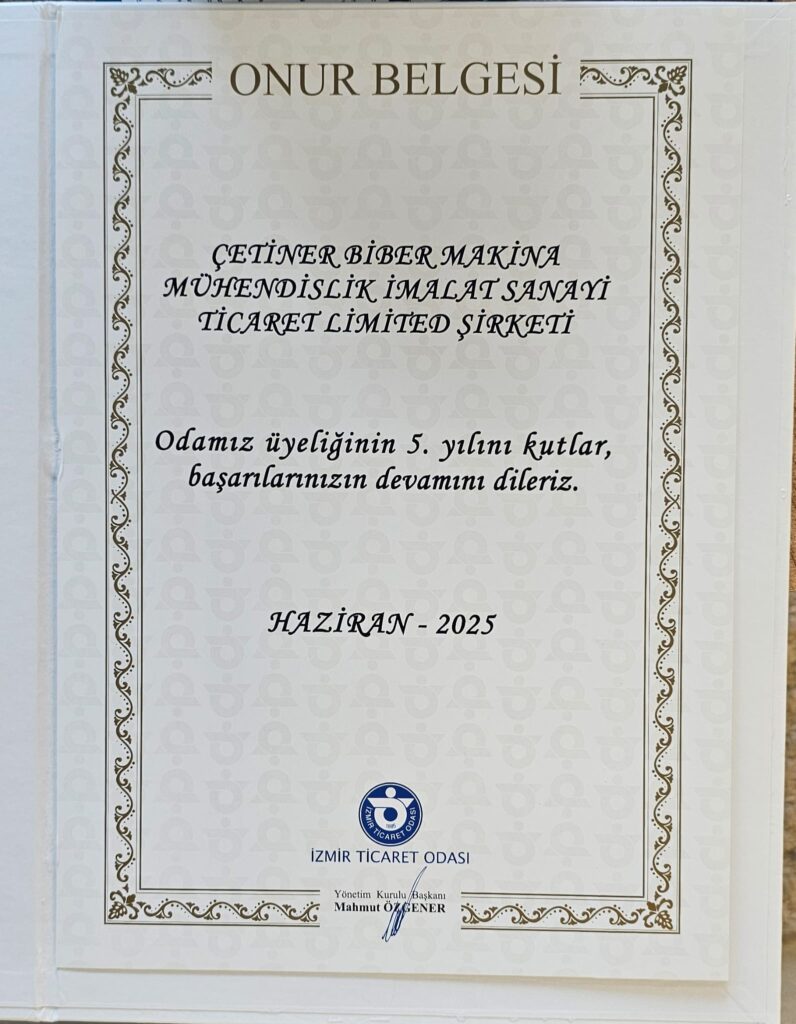 ONUR BELGESİ
ÇETİNER BİBER MAKİNA
MÜHENDİSLİK İMALAT SANAYİ
TİCARET LİMİTED ŞİRKETİ
Odamız üyeliğinin 5. yılını kutlar,
başarılarınızın devamını dileriz.
HAZİRAN - 2025
1885
İZMİR TİCARET ODASI
İZMİR TİCARET ODASI
Yönetim Kurulu Başkanı
Mahmut ÖZGENER